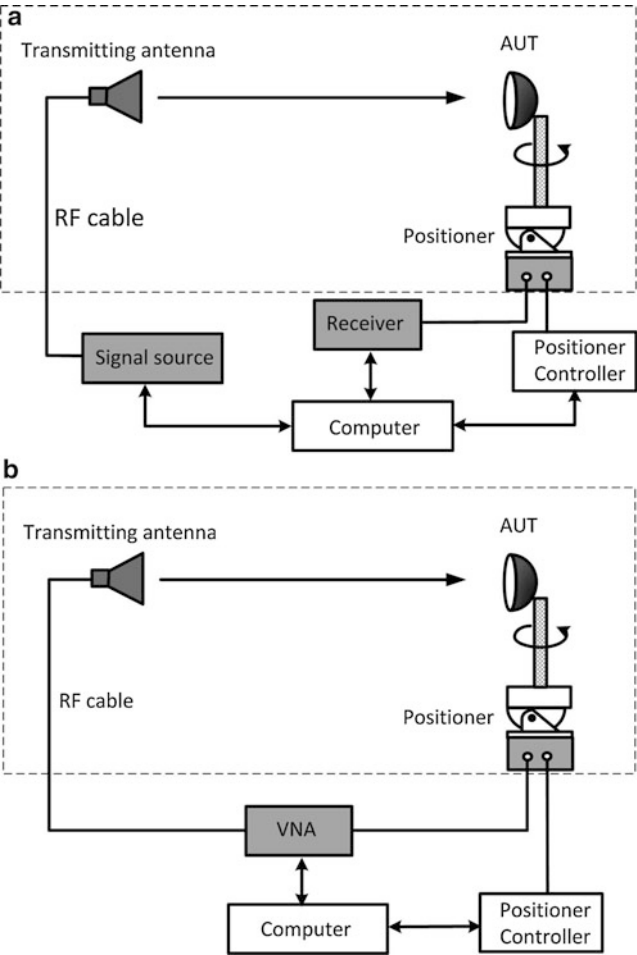 a
Transmitting antenna
AUT
RF cable
Positioner
Receiver
Signal source
Positioner
Controller
Computer
b
Transmitting antenna
AUT
RF cable
Positioner
VNA
Computer
Positioner
Controller